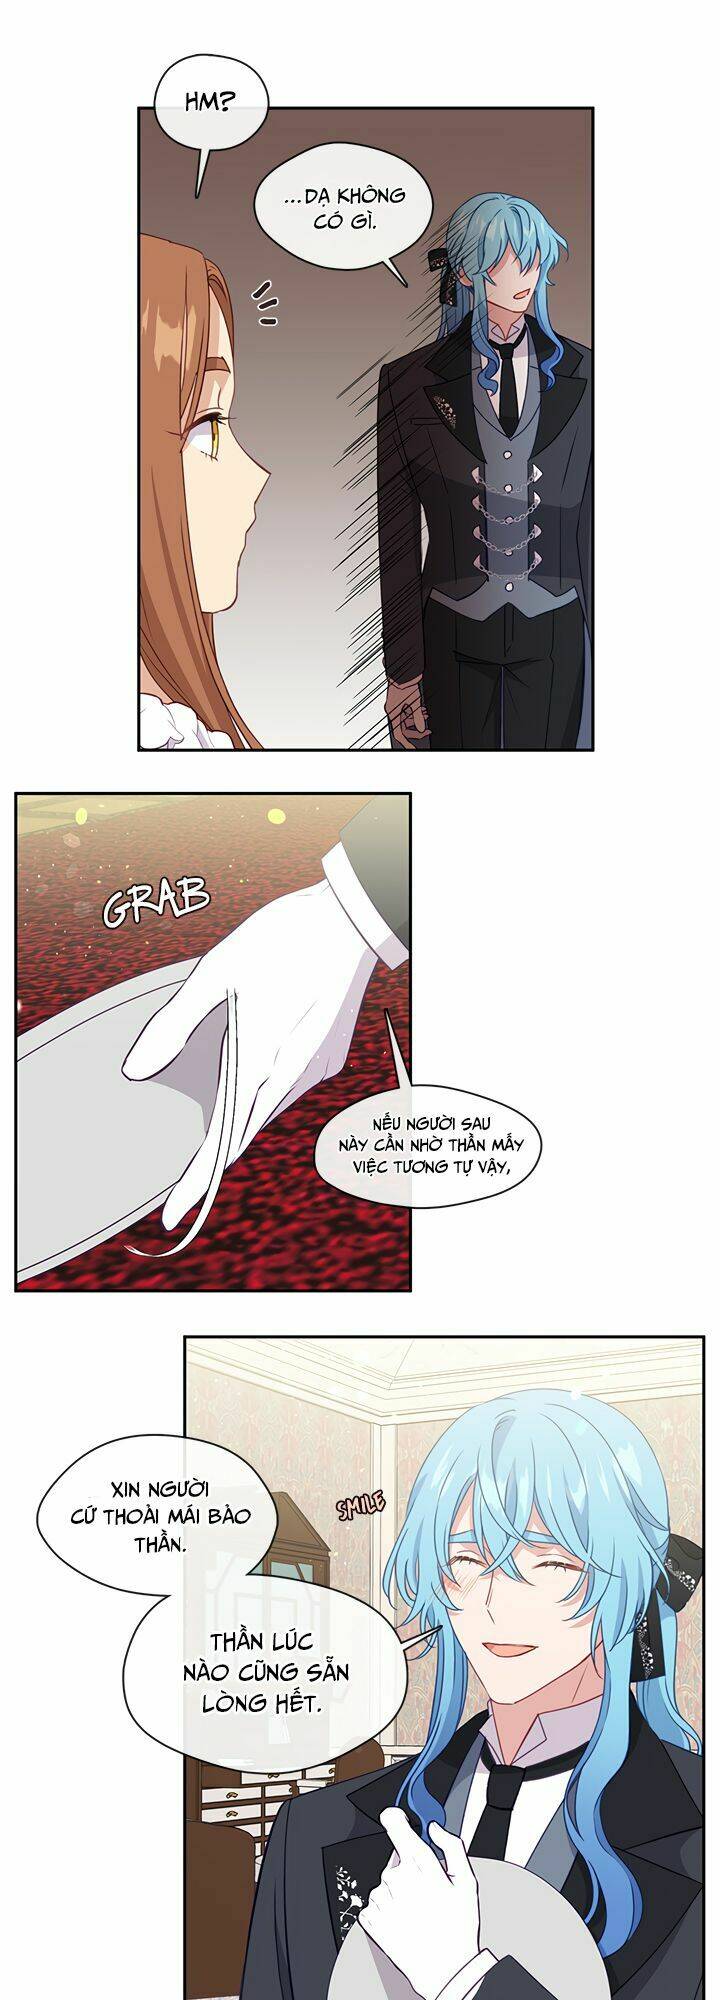 HM?
...DẠ KHÔNG
CÓ GÌ.
GRAB
NẾU NGƯỜI SAU
NÀY CẦN NHỜ THẦN MẤY
VIỆC TƯƠNG TỰ VẬY,
XIN NGƯỜI
CỨ THOẢI MÁI BẢO
THẦN.
SMILE
THẦN LÚC
NÀO CŨNG SẴN
LÒNG HẾT.